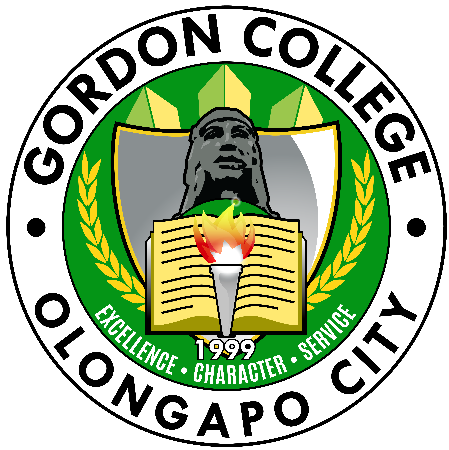 GORDON COLLEGE
1999
EXCELLENCE • CHARACTER • SERVICE
OLONGAPO CITY